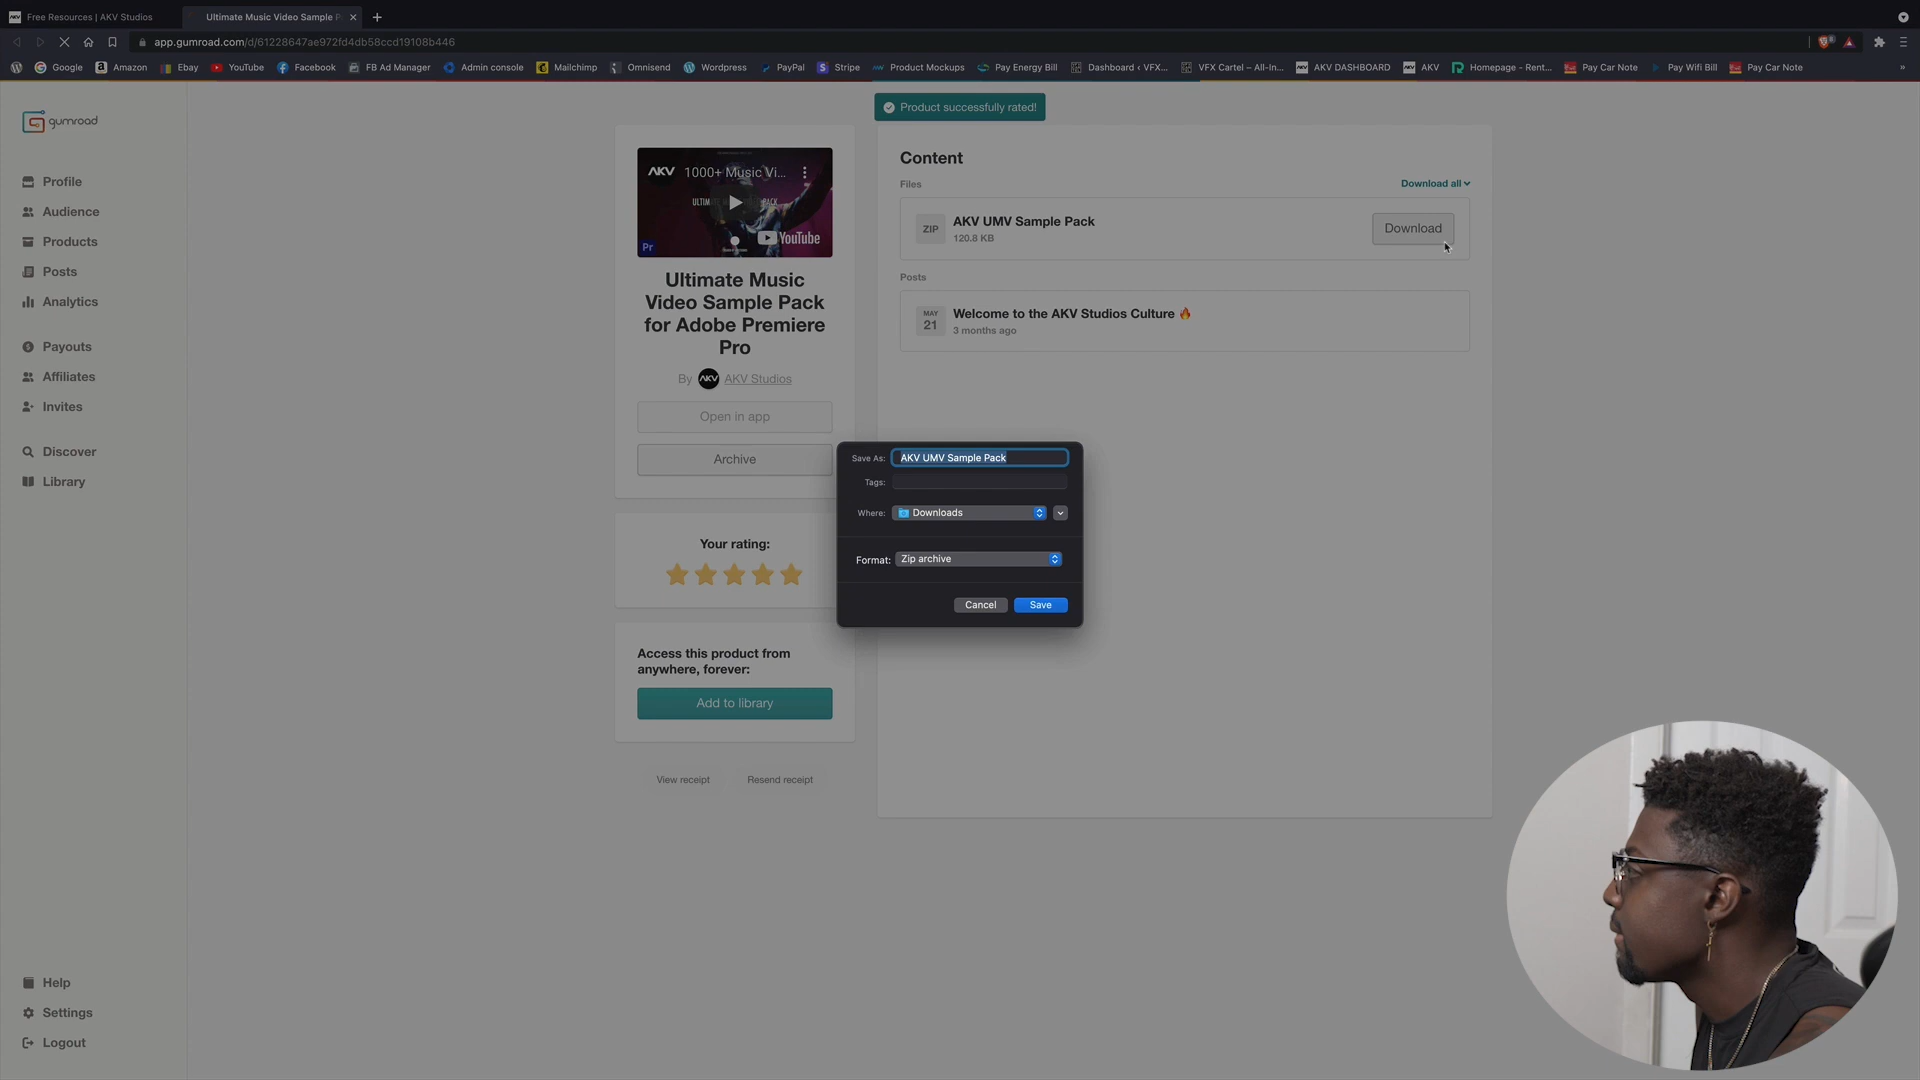 AKV Free Resources | AKV Studios
Ultimate Music Video Sample P
app.gumroad.com/d/61228647ae972fd4db58ccd19108b446
Google
Amazon
Ebay
YouTube
Facebook
FB Ad Manager
Admin console
Mailchimp
Omnisend
Wordpress
PayPal
Stripe
Product Mockups
Pay Energy Bill
Dashboard ‹ VFX...
VFX Cartel – All-In...
AKV DASHBOARD
AKV
Homepage - Rent...
Pay Car Note
Pay Wifi Bill
Pay Car Note
»
gumroad
Profile
Audience
Products
Posts
Analytics
Payouts
Affiliates
Invites
Discover
Library
Help
Settings
Logout
Product successfully rated!
AKV 1000+ Music Vi...
Pr
YouTube
Ultimate Music
Video Sample Pack
for Adobe Premiere
Pro
By AKV AKV Studios
Open in app
Archive
Your rating:
Access this product from
anywhere, forever:
Add to library
View receipt
Resend receipt
Content
Files
Download all
ZIP
AKV UMV Sample Pack
120.8 KB
Download
Posts
MAY
21
Welcome to the AKV Studios Culture 🔥
3 months ago
Save As: AKV UMV Sample Pack
Tags:
Where: Downloads
Format: Zip archive
Cancel
Save